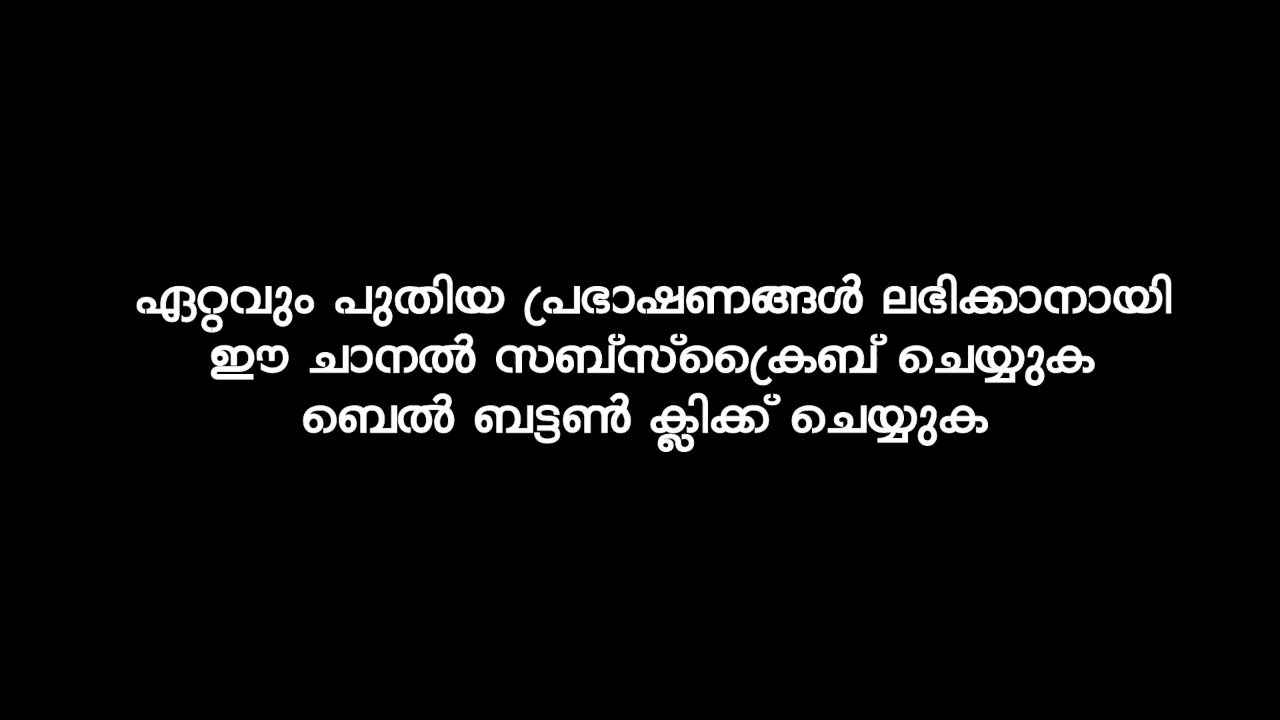 ഏറ്റവും പുതിയ പ്രഭാഷണങ്ങൾ ലഭിക്കാനായി
ഈ ചാനൽ സബ്സ്ക്രൈബ് ചെയ്യുക
ബെൽ ബട്ടൺ ക്ലിക്ക് ചെയ്യുക